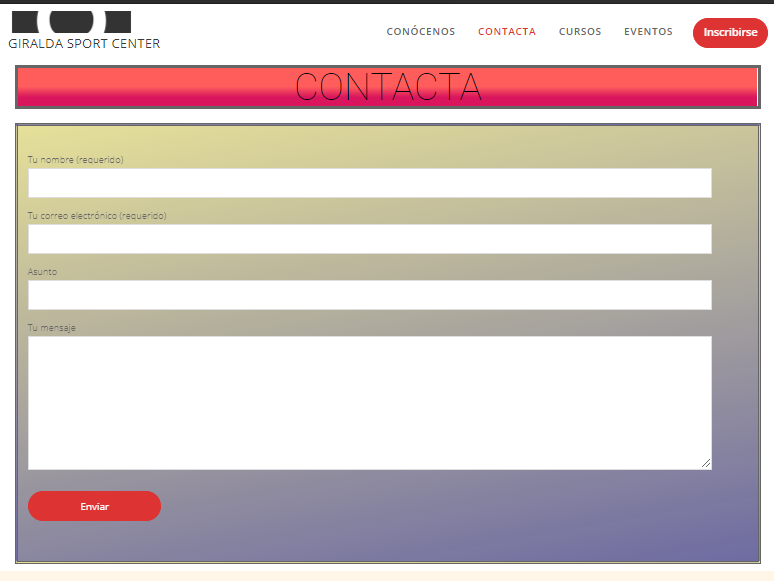 GIRALDA SPORT CENTER
CONÓCENOS CONTACTA CURSOS EVENTOS Inscribirse
CONTACTA
Tu nombre (requerido)
Tu correo electrónico (requerido)
Asunto
Tu mensaje
Enviar